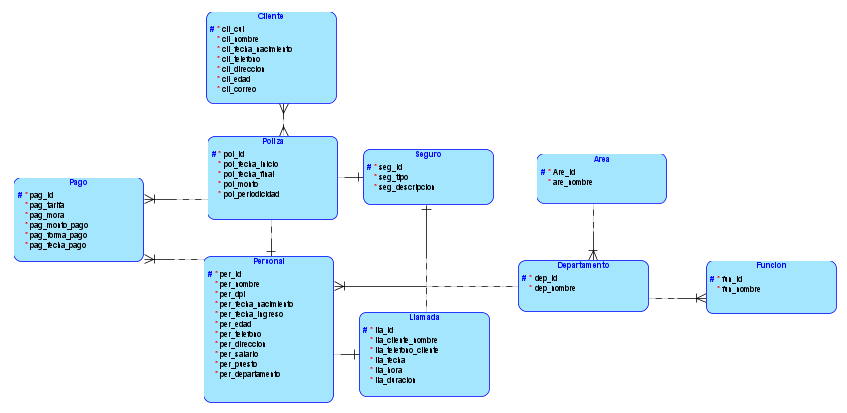 Cliente
# * cli_cui
* cli_nombre
* cli_fecha_nacimiento
* cli_telefono
* cli_direccion
* cli_edad
* cli_correo
Poliza
# * pol_id
* pol_fecha_inicio
* pol_fecha_final
* pol_monto
* pol_periodicidad
Seguro
# * seg_id
* seg_tipo
* seg_descripcion
Area
# * Are_id
* are_nombre
Pago
# * pag_id
* pag_tarifa
* pag_mora
* pag_monto_pago
* pag_forma_pago
* pag_fecha_pago
Personal
# * per_id
* per_nombre
* per_dpi
* per_fecha_nacimiento
* per_fecha_ingreso
* per_edad
* per_telefono
* per_direccion
* per_salario
* per_puesto
* per_departamento
Departamento
# * dep_id
* dep_nombre
Funcion
# * fun_id
* fun_nombre
Llamada
# * lla_id
* lla_cliente_nombre
* lla_telefono_cliente
* lla_fecha
* lla_hora
* lla_duracion